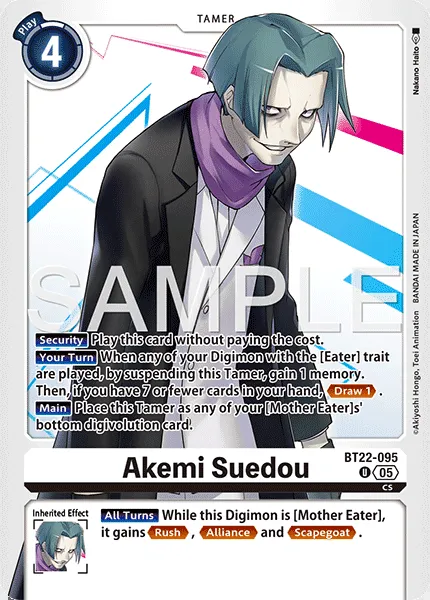 Play
4
TAMER
Nakano Haito
SAMPLE
Security Play this card without paying the cost.
Your Turn When any of your Digimon with the [Eater] trait
are played, by suspending this Tamer, gain 1 memory.
Then, if you have 7 or fewer cards in your hand, Draw 1 .
Main Place this Tamer as any of your [Mother Eater]s'
bottom digivolution card.
©Akiyoshi Hongo, Toei Animation BANDAI MADE IN JAPAN
Akemi Suedou
BT22-095
U 05
CS
Inherited Effect
All Turns While this Digimon is [Mother Eater],
it gains Rush , Alliance and Scapegoat .